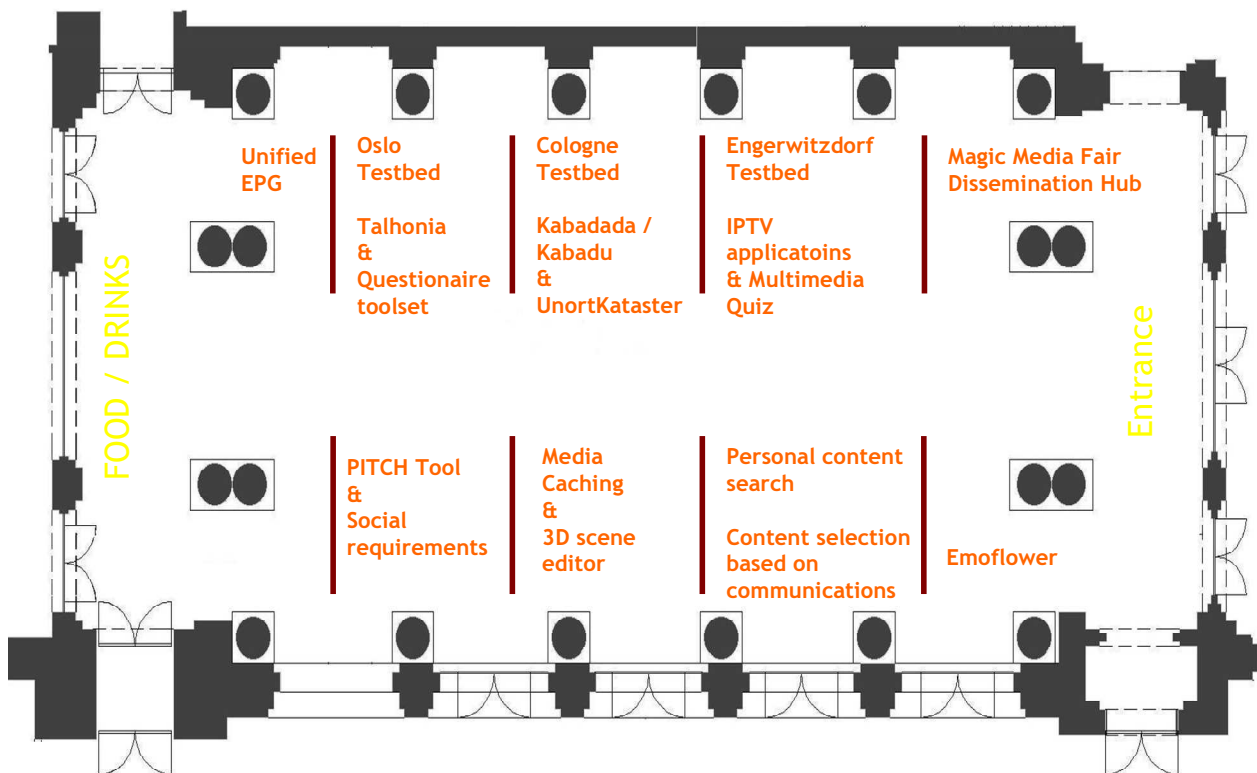 Unified
EPG
Oslo
Testbed
Talhonia
&
Questionaire
toolset
Cologne
Testbed
Kabadada /
Kabadu
&
UnortKataster
Engerwitzdorf
Testbed
IPTV
applicatoins
& Multimedia
Quiz
Magic Media Fair
Dissemination Hub
FOOD / DRINKS
Entrance
PITCH Tool
&
Social
requirements
Media
Caching
&
3D scene
editor
Personal content
search
Content selection
based on
communications
Emoflower